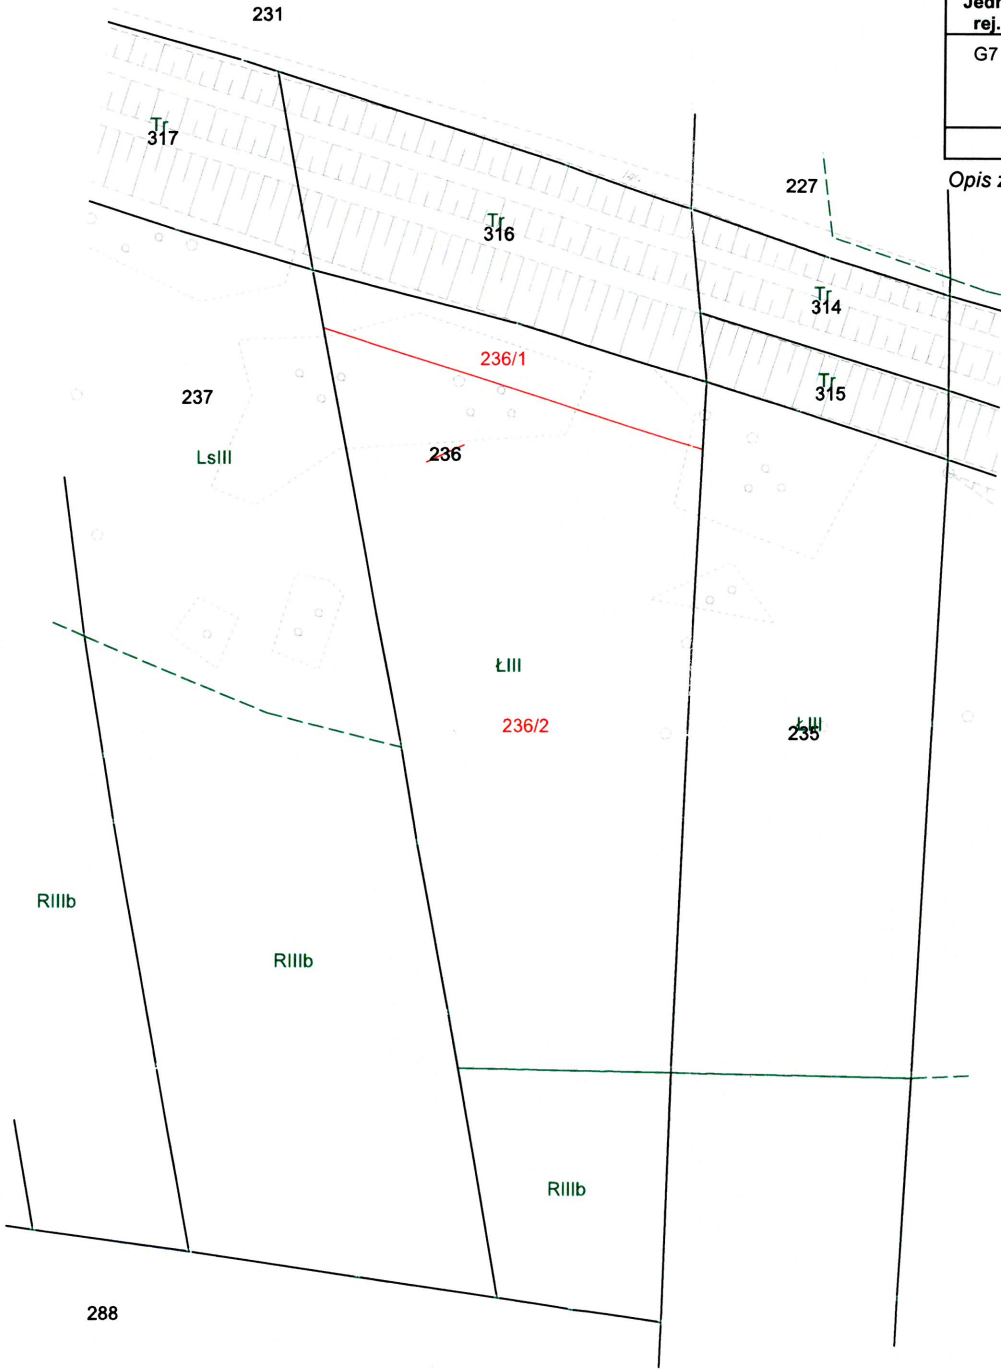 231
Jedn
rej.
G7
Tr
317
Opis z
227
Tr
316
Tr
314
236/1
Tr
315
237
236
LsIII
ŁIII
236/2
ŁIII
235
RIIIb
RIIIb
RIIIb
288